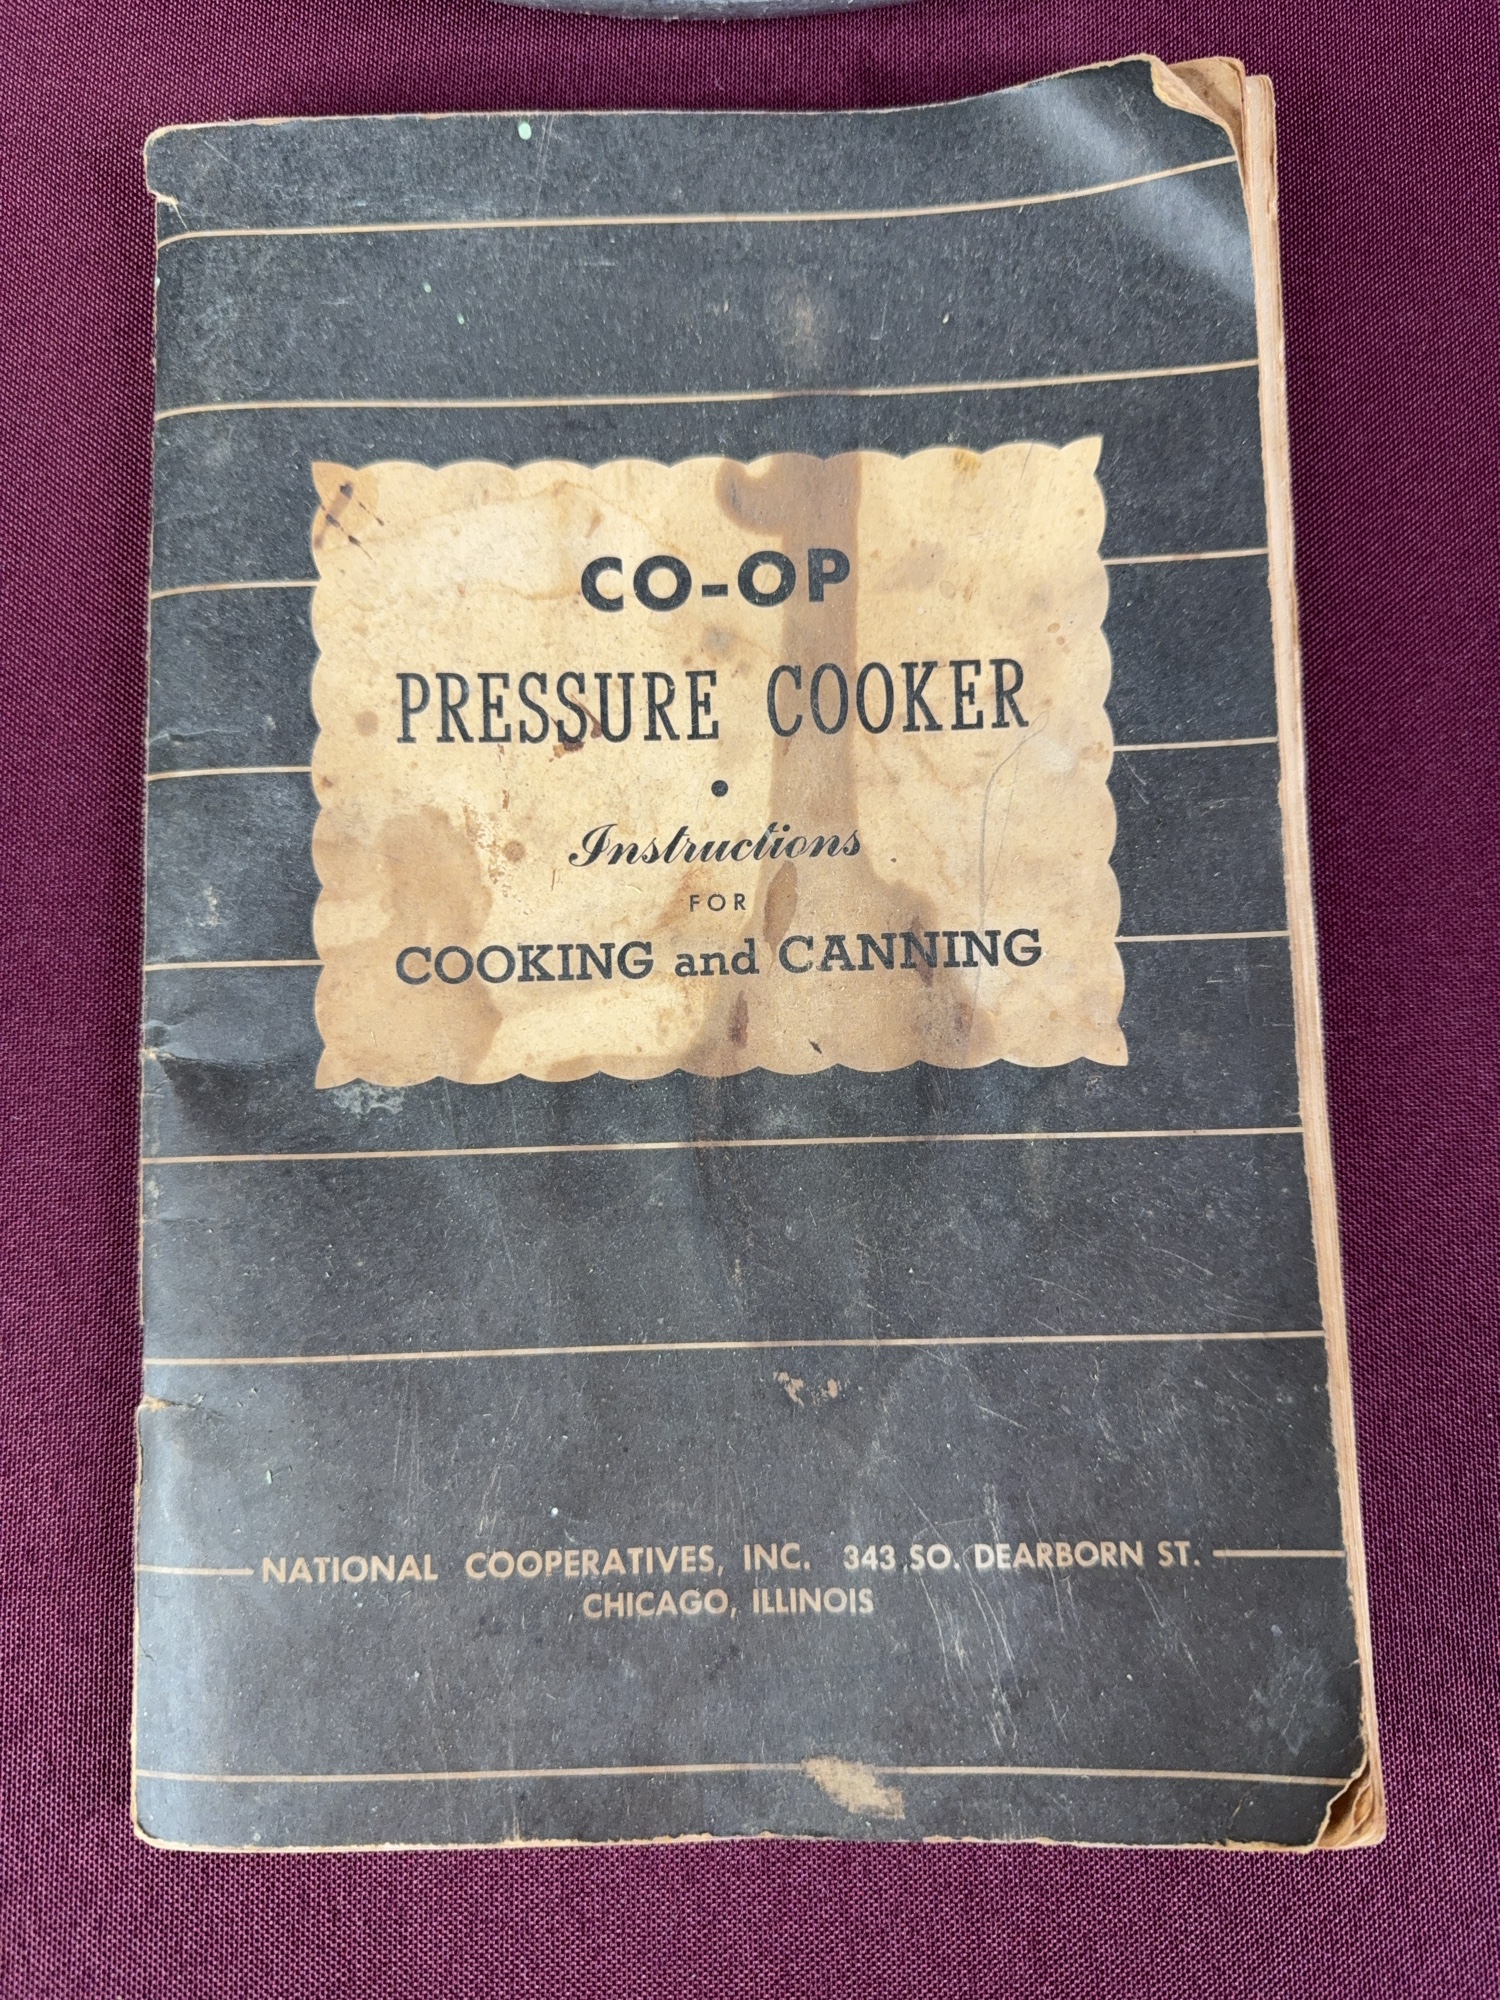 CO-OP
PRESSURE COOKER
•
Instructions
FOR
COOKING and CANNING
NATIONAL COOPERATIVES, INC. 343 SO. DEARBORN ST.
CHICAGO, ILLINOIS